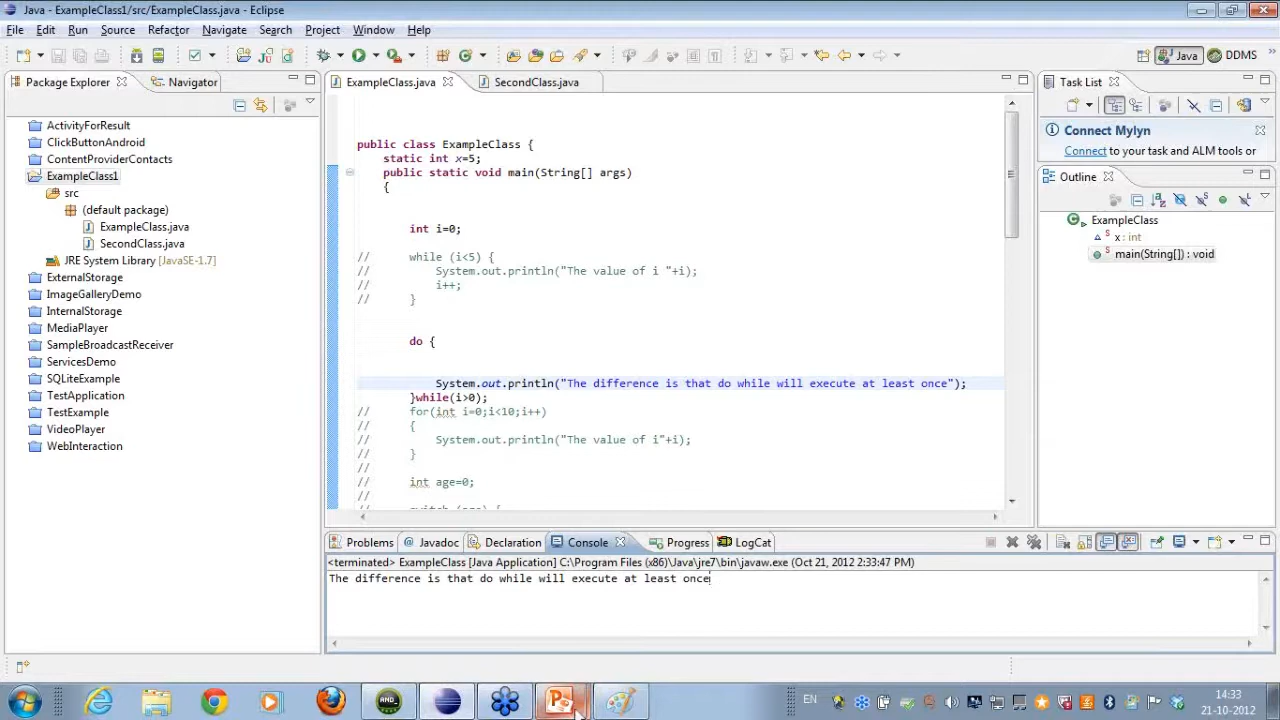 Java - ExampleClass1/src/ExampleClass.java - Eclipse
File Edit Run Source Refactor Navigate Search Project Window Help
Java DDMS
Package Explorer Navigator
ActivityForResult
ClickButtonAndroid
ContentProviderContacts
ExampleClass1
src
(default package)
ExampleClass.java
SecondClass.java
JRE System Library [JavaSE-1.7]
ExternalStorage
ImageGalleryDemo
InternalStorage
MediaPlayer
SampleBroadcastReceiver
ServicesDemo
SQLiteExample
TestApplication
TestExample
VideoPlayer
WebInteraction
ExampleClass.java SecondClass.java
public class ExampleClass {
static int x=5;
public static void main(String[] args)
{
int i=0;
// while (i<5) {
// System.out.println("The value of i "+i);
// i++;
// }
do {
System.out.println("The difference is that do while will execute at least once");
}while(i>0);
// for(int i=0;i<10;i++)
// {
// System.out.println("The value of i"+i);
// }
//
// int age=0;
//
// switch (age) {
Task List
Connect Mylyn
Connect to your task and ALM tools or
Outline
ExampleClass
x : int
main(String[]) : void
Problems Javadoc Declaration Console Progress LogCat
<terminated> ExampleClass [Java Application] C:\Program Files (x86)\Java\jre7\bin\javaw.exe (Oct 21, 2012 2:33:47 PM)
The difference is that do while will execute at least once
EN
14:33
21-10-2012